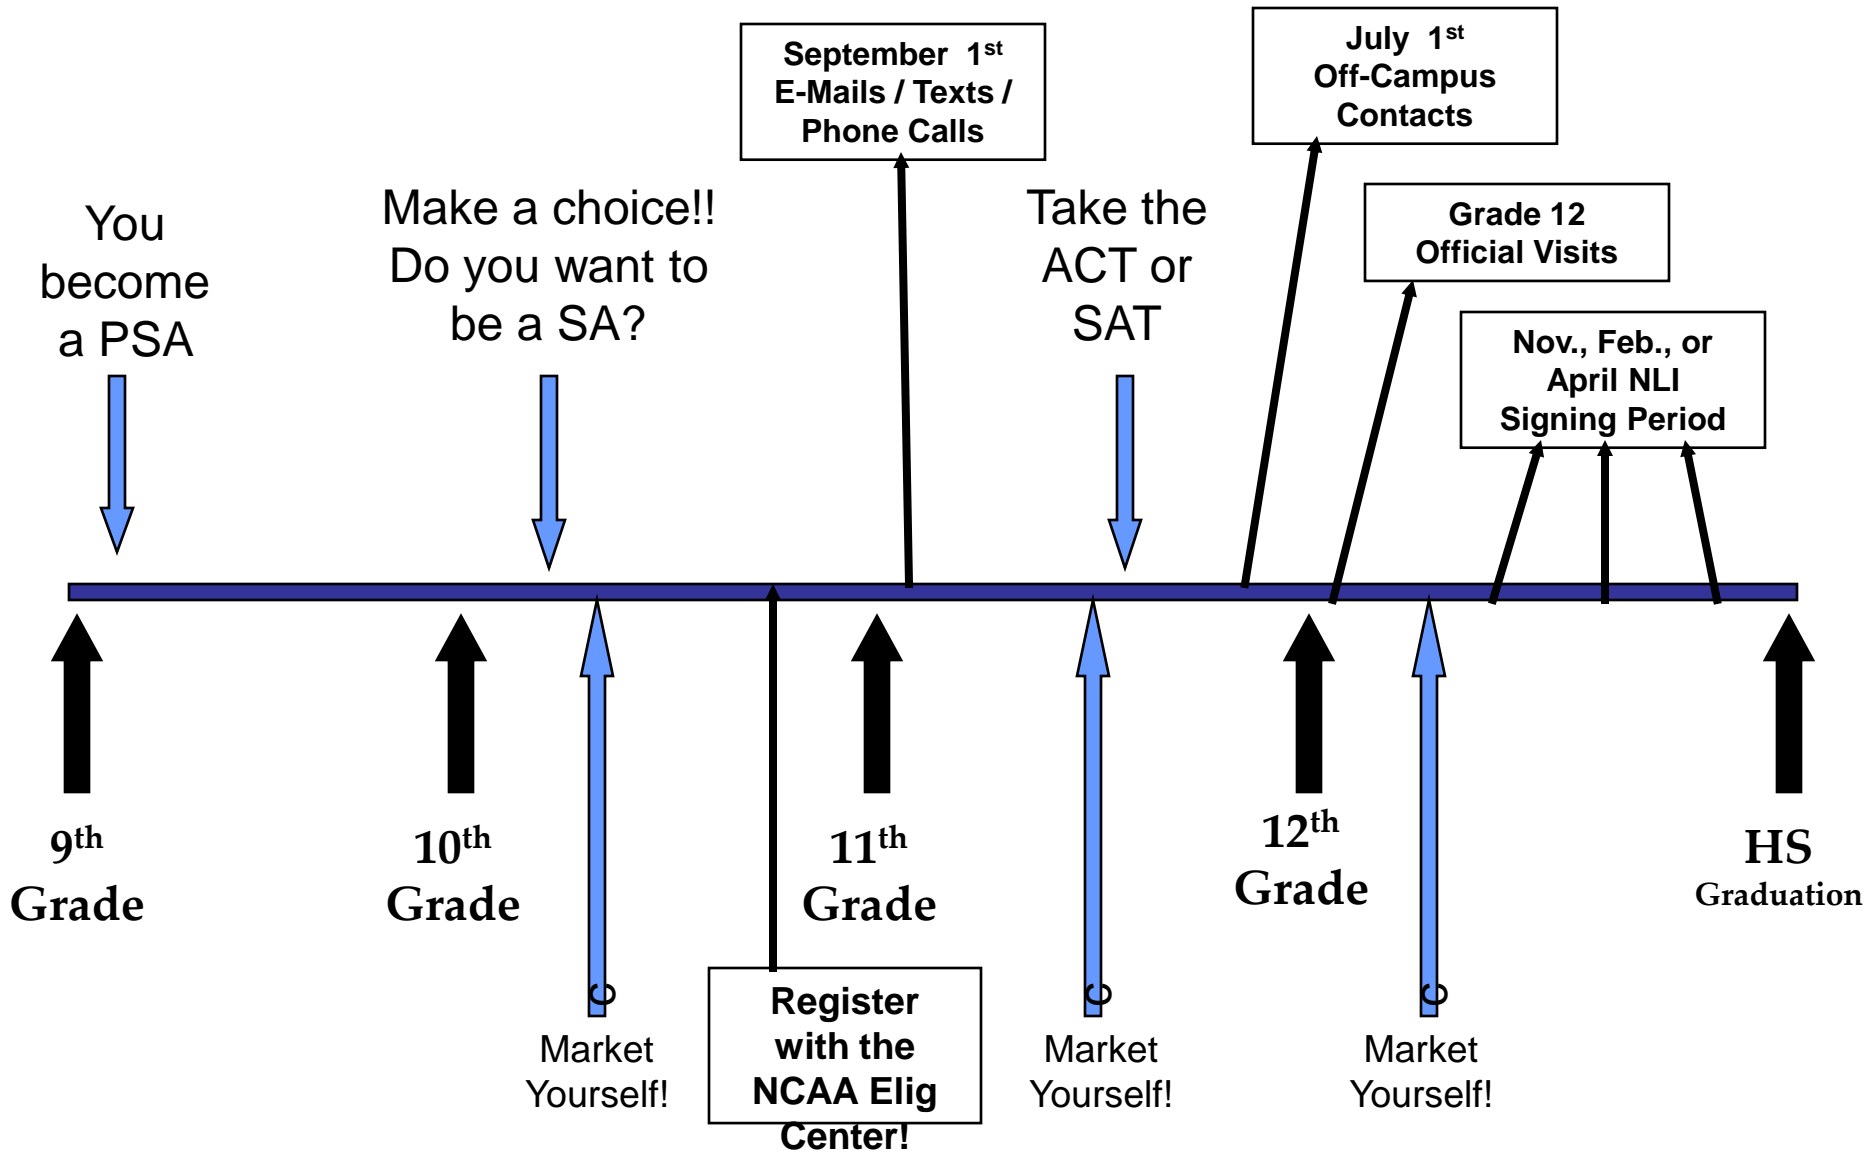 September 1st
E-Mails / Texts /
Phone Calls
July 1st
Off-Campus
Contacts
You
become
a PSA
Make a choice!!
Do you want to
be a SA?
Take the
ACT or
SAT
Grade 12
Official Visits
Nov., Feb., or
April NLI
Signing Period
9th
Grade
10th
Grade
11th
Grade
12th
Grade
HS
Graduation
C
Market
Yourself!
Register
with the
NCAA Elig
Center!
C
Market
Yourself!
C
Market
Yourself!